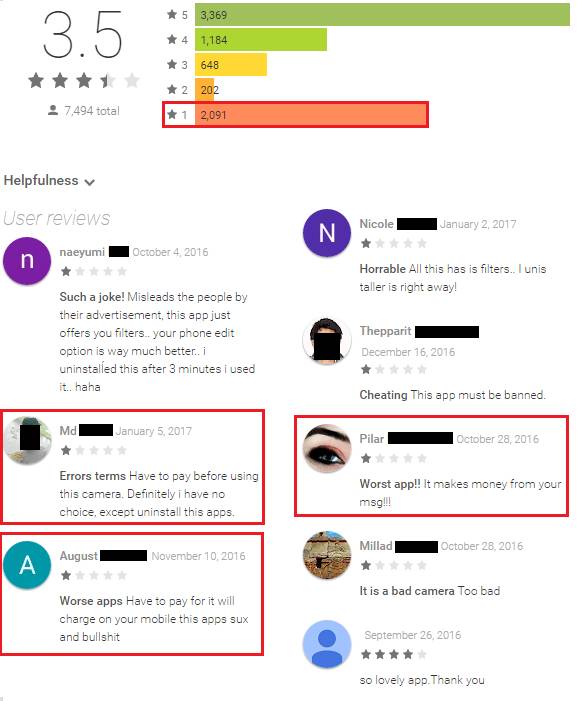 3.5
7,494 total
5 3,369
4 1,184
3 648
2 202
1 2,091
Helpfulness
User reviews
n
naeyumi October 4, 2016
Such a joke! Misleads the people by
their advertisement, this app just
offers you filters.. your phone edit
option is way much better.. i
uninstalled this after 3 minutes i used
it.. haha
Md January 5, 2017
Errors terms Have to pay before using
this camera. Definitely i have no
choice, except uninstall this apps.
A
August November 10, 2016
Worse apps Have to pay for it will
charge on your mobile this apps sux
and bullshit
N
Nicole January 2, 2017
Horrable All this has is filters.. I unis
taller is right away!
Thepparit
December 16, 2016
Cheating This app must be banned.
Pilar October 28, 2016
Worst app!! It makes money from your
msg!!!
Millad October 28, 2016
It is a bad camera Too bad
September 26, 2016
so lovely app.Thank you